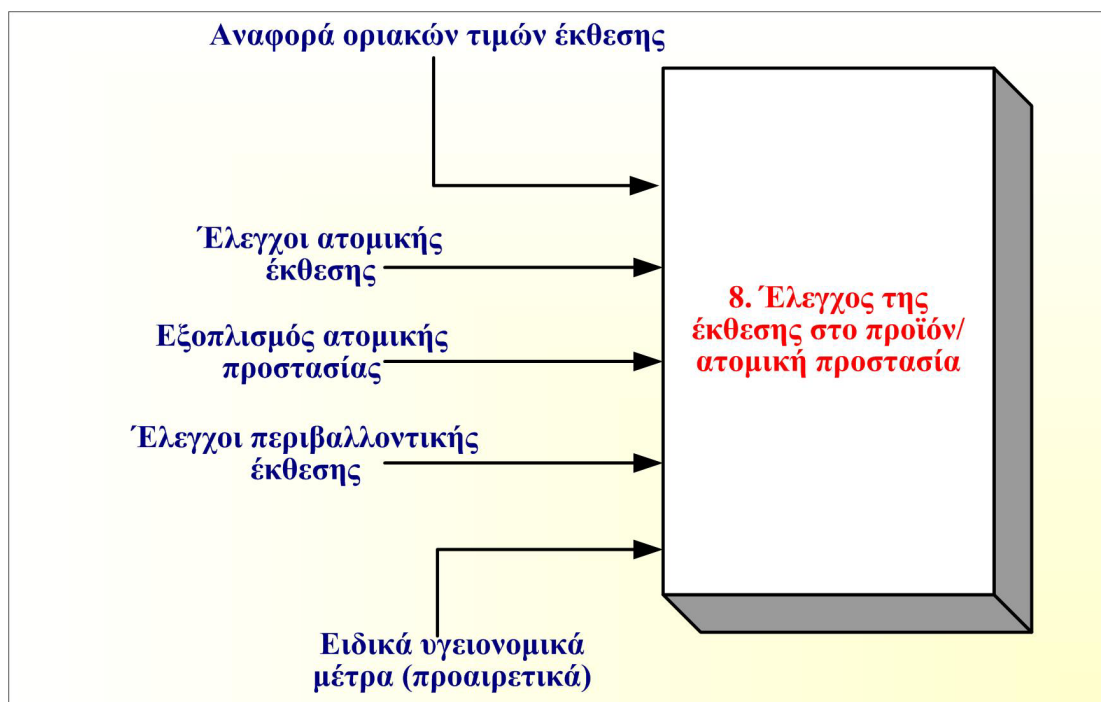 Αναφορά οριακών τιμών έκθεσης
Έλεγχοι ατομικής
έκθεσης
Εξοπλισμός ατομικής
προστασίας
Έλεγχοι περιβαλλοντικής
έκθεσης
Ειδικά υγειονομικά
μέτρα (προαιρετικά)
8. Έλεγχος της
έκθεσης στο προϊόν/
ατομική προστασία